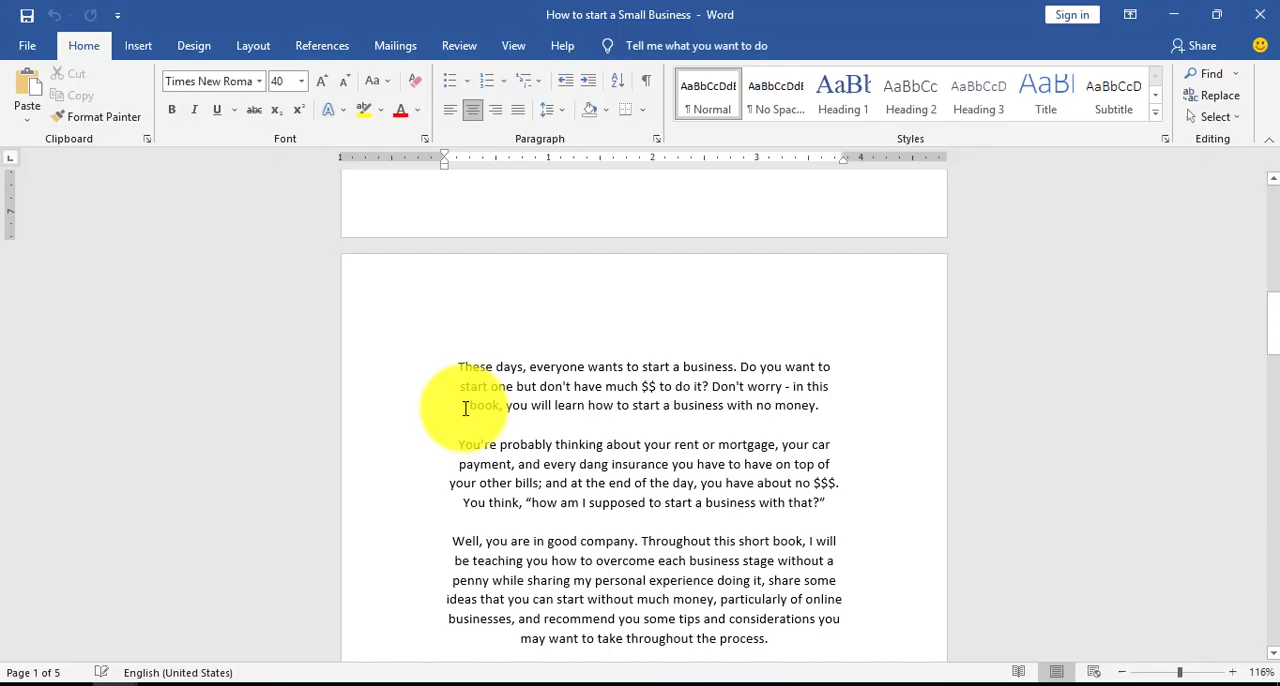 How to start a Small Business - Word
Sign in
File Home Insert Design Layout References Mailings Review View Help Tell me what you want to do Share
Paste
Cut
Copy
Format Painter
Clipboard
Times New Roma 40
Font
Paragraph
AaBbCcDdE AaBbCcDdE AaBb AaBbCc AaBbCcD AaBl AaBbCcD
¶ Normal ¶ No Spac... Heading 1 Heading 2 Heading 3 Title Subtitle
Styles
Find
Replace
Select
Editing
1 1 2 3 4
7
These days, everyone wants to start a business. Do you want to
start one but don't have much $$ to do it? Don't worry - in this
book, you will learn how to start a business with no money.
You're probably thinking about your rent or mortgage, your car
payment, and every dang insurance you have to have on top of
your other bills; and at the end of the day, you have about no $$$.
You think, “how am I supposed to start a business with that?”
Well, you are in good company. Throughout this short book, I will
be teaching you how to overcome each business stage without a
penny while sharing my personal experience doing it, share some
ideas that you can start without much money, particularly of online
businesses, and recommend you some tips and considerations you
may want to take throughout the process.
Page 1 of 5 English (United States) 116%